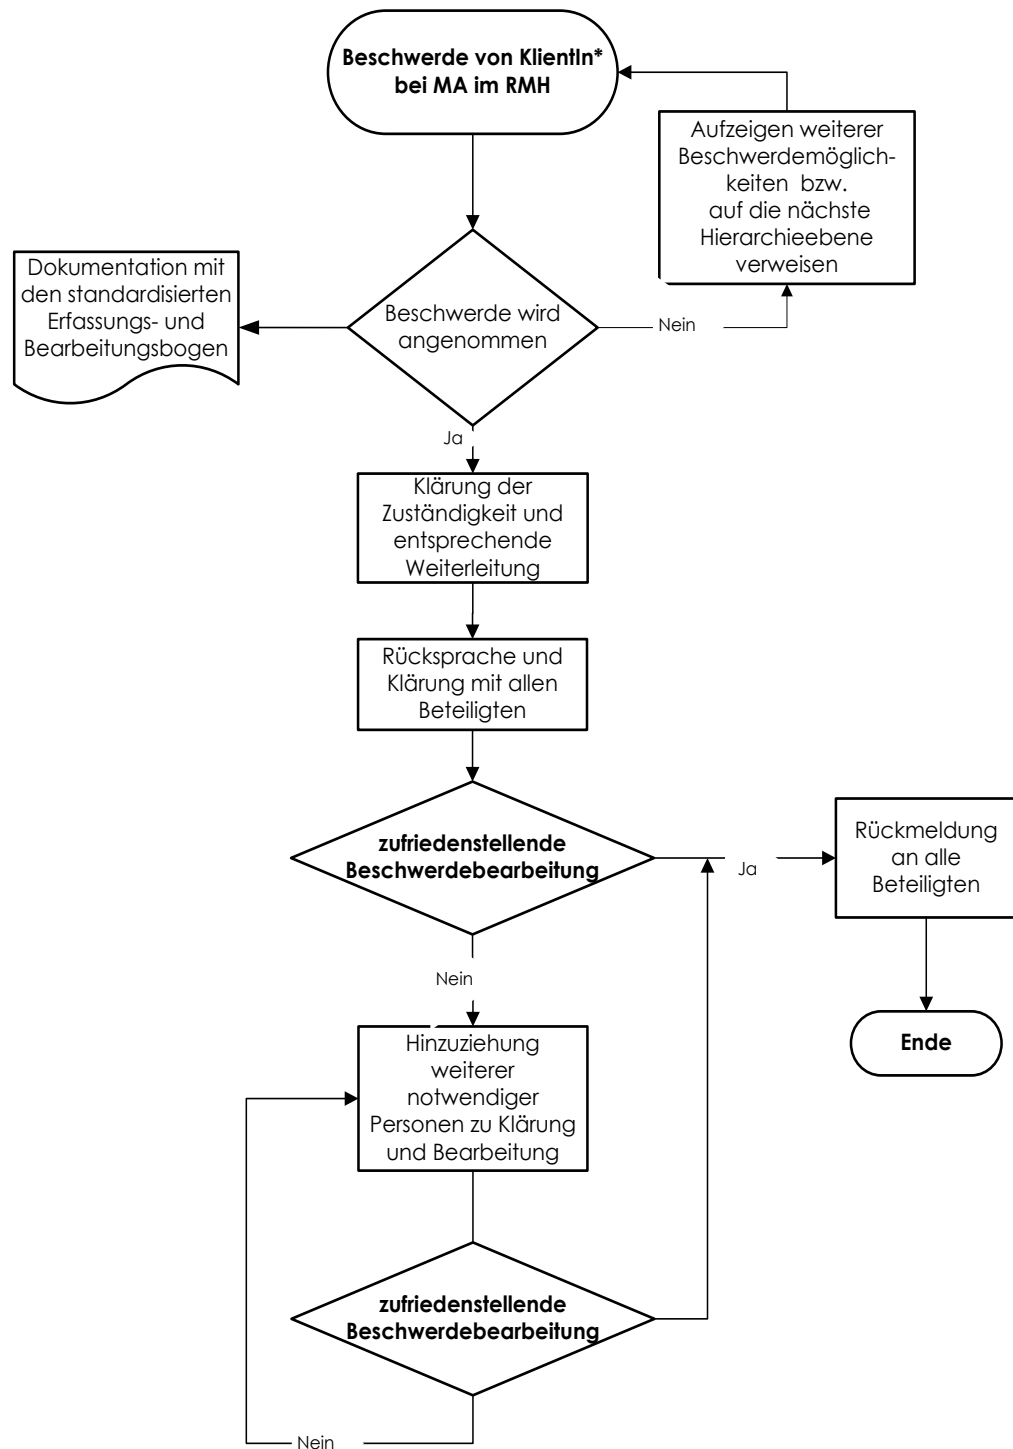 Beschwerde von KlientIn*
bei MA im RMH
Aufzeigen weiterer
Beschwerdemöglich-
keiten bzw.
auf die nächste
Hierarchieebene
verweisen
Dokumentation mit
den standardisierten
Erfassungs- und
Bearbeitungsbogen
Beschwerde wird
angenommen
Nein
Ja
Klärung der
Zuständigkeit und
entsprechende
Weiterleitung
Rücksprache und
Klärung mit allen
Beteiligten
zufriedenstellende
Beschwerdebearbeitung
Ja
Rückmeldung
an alle
Beteiligten
Nein
Ende
Hinzuziehung
weiterer
notwendiger
Personen zu Klärung
und Bearbeitung
zufriedenstellende
Beschwerdebearbeitung
Nein